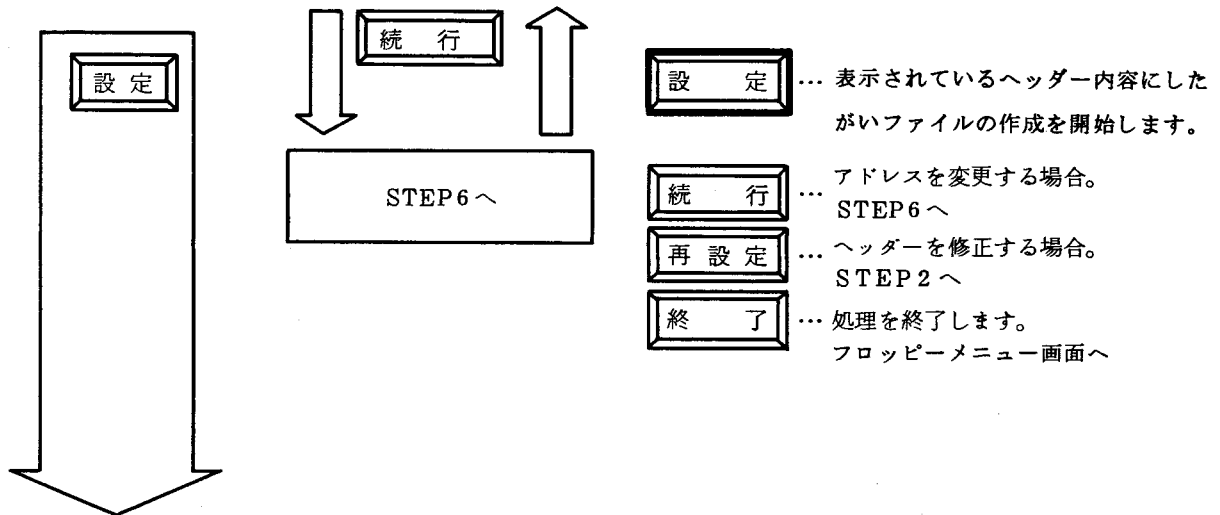 設定
続 行
STEP6へ
設 定 … 表示されているヘッダー内容にした
がいファイルの作成を開始します。
続 行 … アドレスを変更する場合。
STEP6へ
再 設 定 … ヘッダーを修正する場合。
STEP2へ
終 了 … 処理を終了します。
フロッピーメニュー画面へ